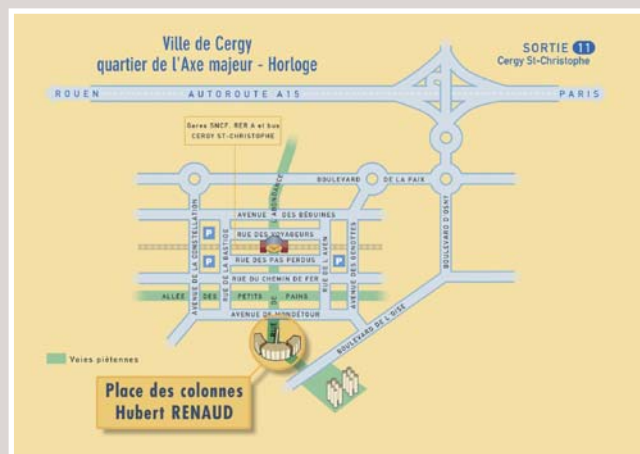 Ville de Cergy
quartier de l'Axe majeur - Horloge
SORTIE 11
Cergy St-Christophe
ROUEN
AUTOROUTE A15
PARIS
Gares SNCF, RER A et bus
CERGY ST-CHRISTOPHE
L'ABONDANCE
BOULEVARD DE LA PAIX
AVENUE DES BÉGUINES
RUE DES VOYAGEURS
P
RUE DES PAS PERDUS
P
P
RUE DU CHEMIN DE FER
AVENUE DE LA CONSTELLATION
RUE DE LA BASTIDE
RUE DE L'AVEN
AVENUE DES GENOTTES
BOULEVARD D'OSNY
ALLÉE DES PETITS PAINS
RUE DE
AVENUE DE MONDÉTOUR
BOULEVARD DE L'OISE
Voies piétonnes
Place des colonnes
Hubert RENAUD